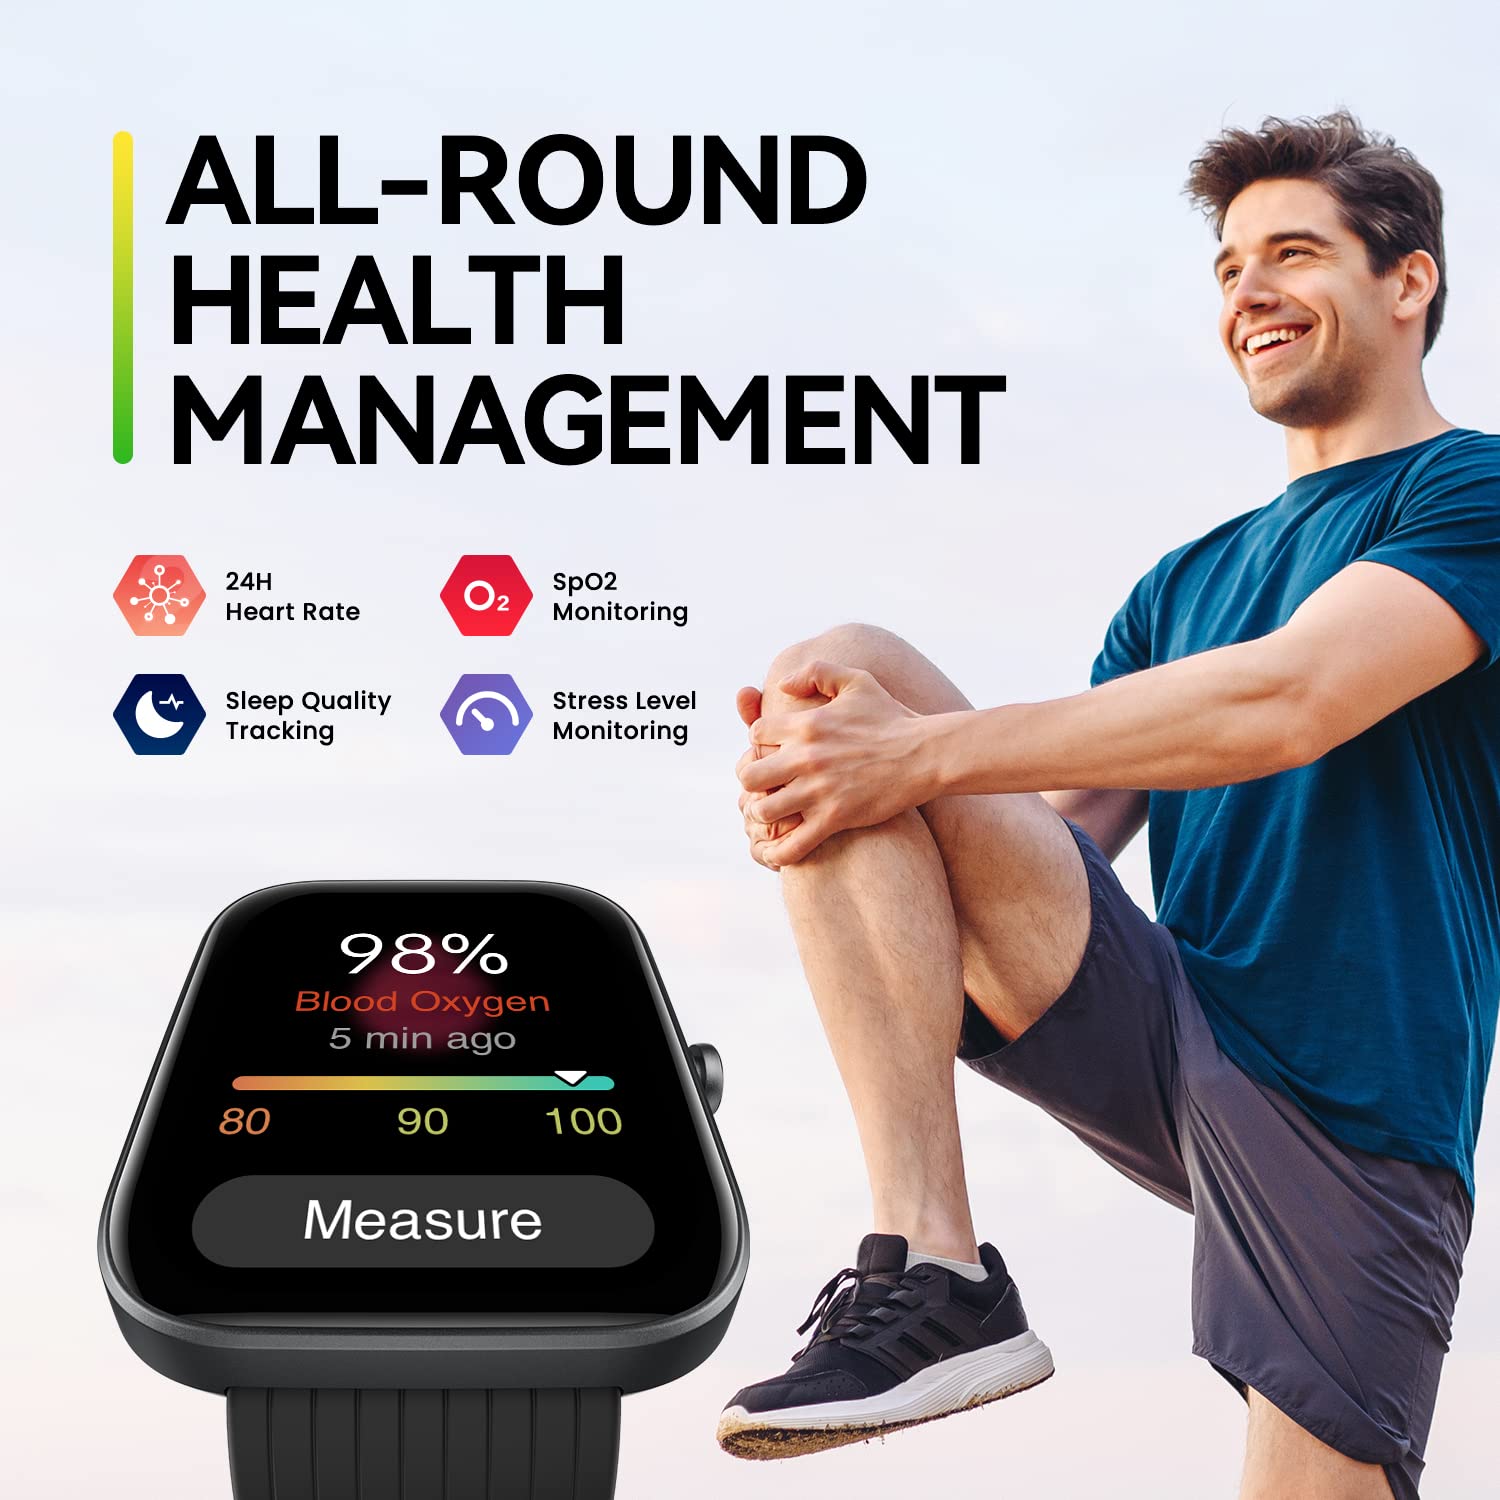 ALL-ROUND
HEALTH
MANAGEMENT
24H
Heart Rate
O2
SpO2
Monitoring
Sleep Quality
Tracking
Stress Level
Monitoring
98%
Blood Oxygen
5 min ago
80 90 100
Measure